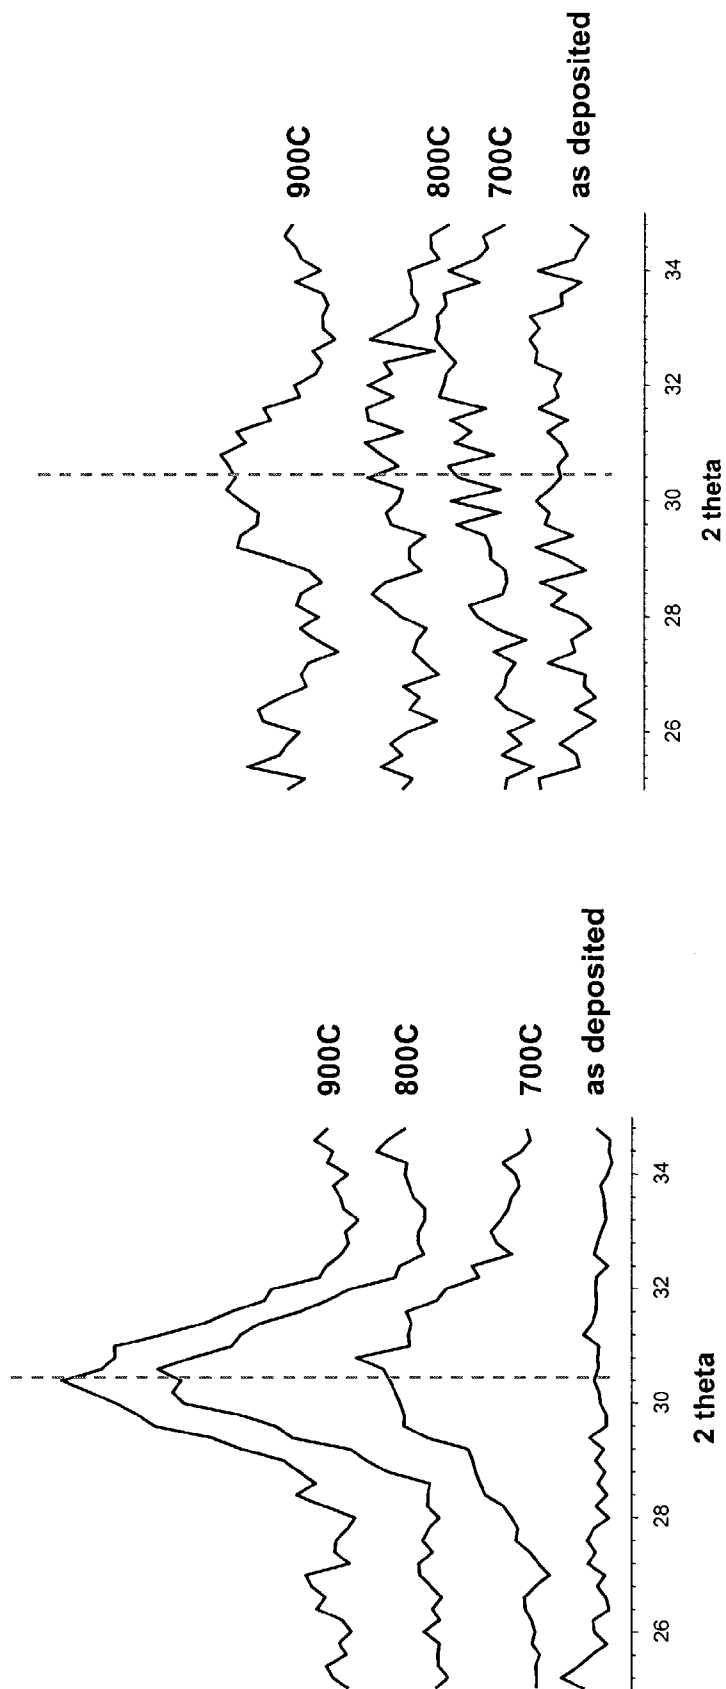 900C
800C
700C
as deposited
26
28
30
32
34
2 theta
900C
800C
700C
as deposited
26
28
30
32
34
2 theta